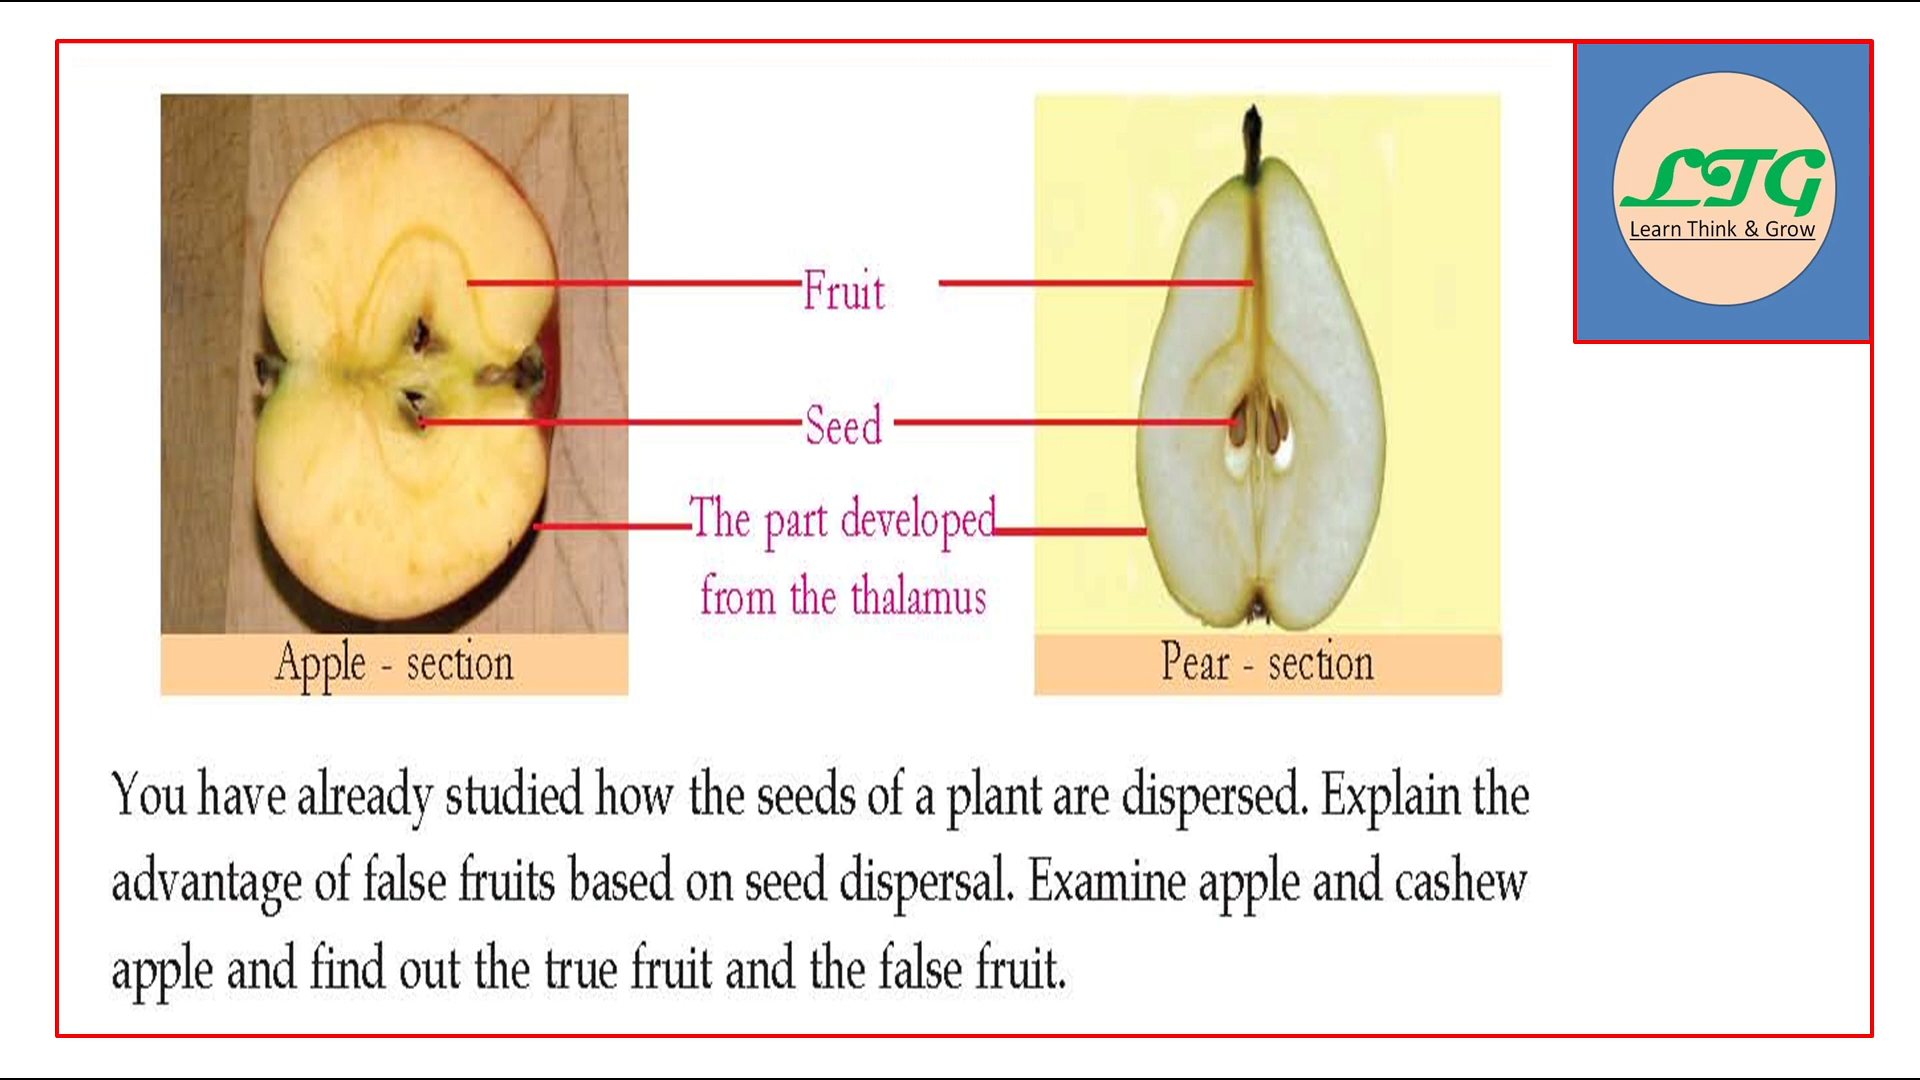 LTG
Learn Think & Grow
Fruit
Seed
The part developed
from the thalamus
Apple - section
Pear - section
You have already studied how the seeds of a plant are dispersed. Explain the
advantage of false fruits based on seed dispersal. Examine apple and cashew
apple and find out the true fruit and the false fruit.